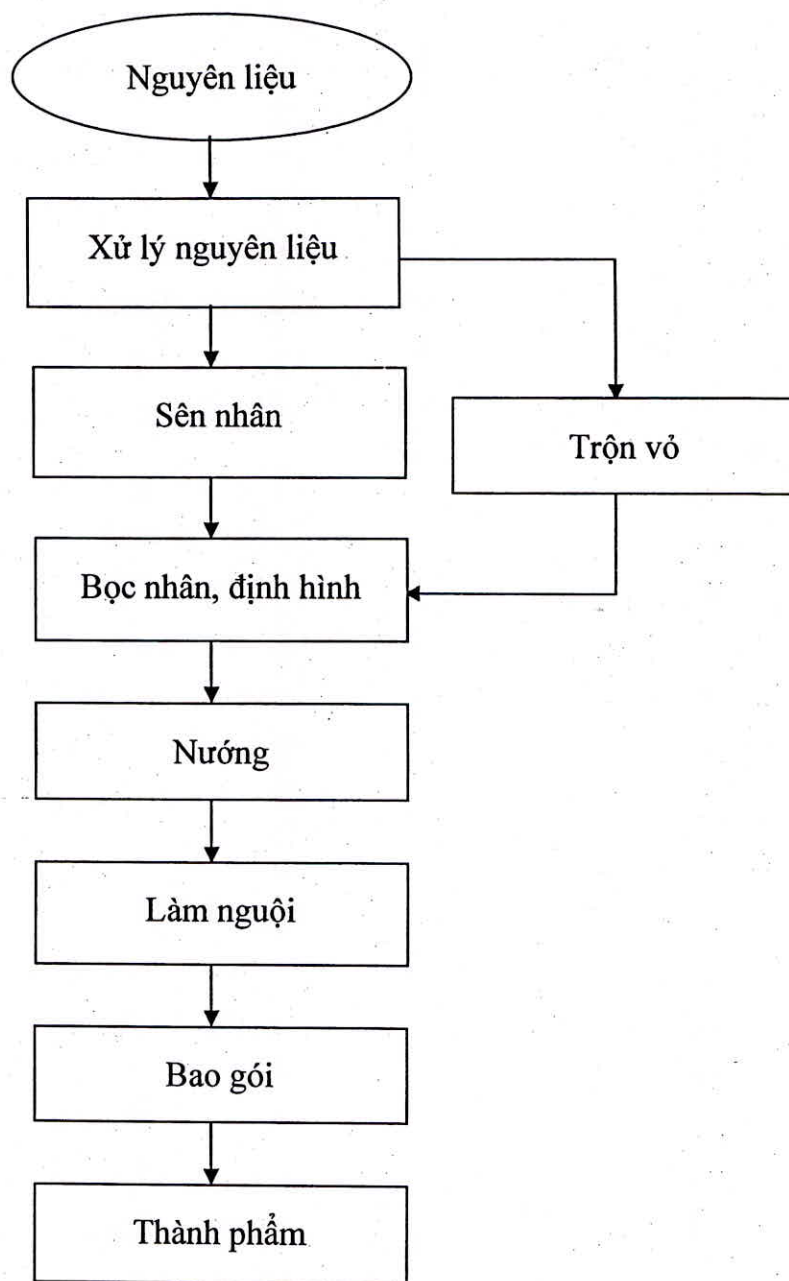 Nguyên liệu
Xử lý nguyên liệu
Sên nhân
Trộn vỏ
Bọc nhân, định hình
Nướng
Làm nguội
Bao gói
Thành phẩm